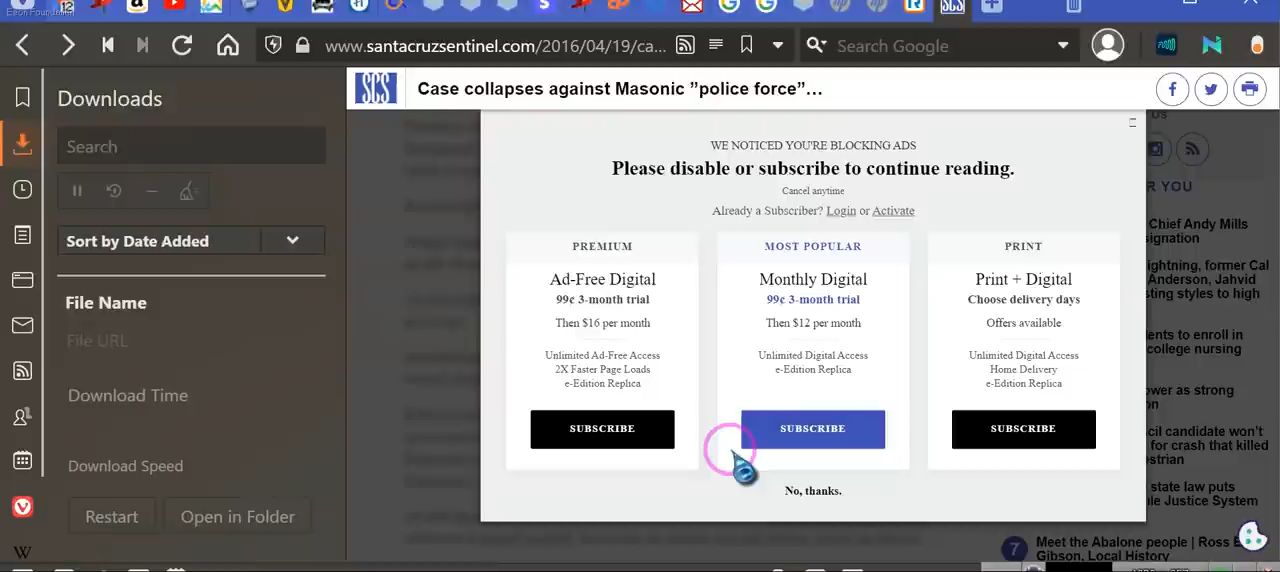 12
www.santacruzsentinel.com/2016/04/19/ca...
Search Google
Downloads
Search
Sort by Date Added
File Name
File URL
Download Time
Download Speed
Restart
Open in Folder
W
SCS
Case collapses against Masonic ”police force”...
WE NOTICED YOU'RE BLOCKING ADS
Please disable or subscribe to continue reading.
Cancel anytime
Already a Subscriber? Login or Activate
PREMIUM
Ad-Free Digital
99¢ 3-month trial
Then $16 per month
Unlimited Ad-Free Access
2X Faster Page Loads
e-Edition Replica
SUBSCRIBE
MOST POPULAR
Monthly Digital
99¢ 3-month trial
Then $12 per month
Unlimited Digital Access
e-Edition Replica
SUBSCRIBE
PRINT
Print + Digital
Choose delivery days
Offers available
Unlimited Digital Access
Home Delivery
e-Edition Replica
SUBSCRIBE
No, thanks.
Us
R YOU
Chief Andy Mills
signation
ightning, former Cal
Anderson, Jahvid
sting styles to high
ents to enroll in
college nursing
ower as strong
on
cil candidate won't
for crash that killed
estrian
state law puts
nie Justice System
7
Meet the Abalone people | Ross E
Gibson, Local History